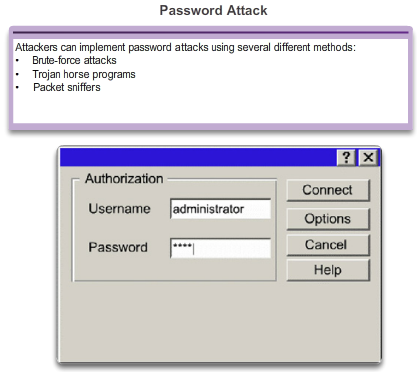 Password Attack
Attackers can implement password attacks using several different methods:
• Brute-force attacks
• Trojan horse programs
• Packet sniffers
? X
Authorization
Username administrator
Password ****
Connect
Options
Cancel
Help